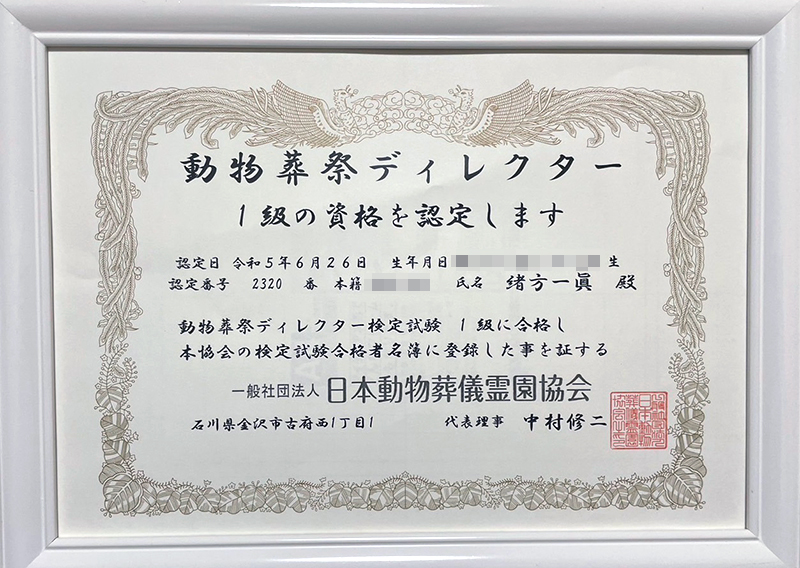 動物葬祭ディレクター
1級の資格を認定します
認定日 令和5年6月26日 生年月日 生
認定番号 2320 番 本籍 氏名 緒方一眞 殿
動物葬祭ディレクター検定試験 1級に合格し
本協会の検定試験合格者名簿に登録した事を証する
一般社団法人 日本動物葬儀霊園協会
石川県金沢市古府西1丁目1 代表理事 中村修二